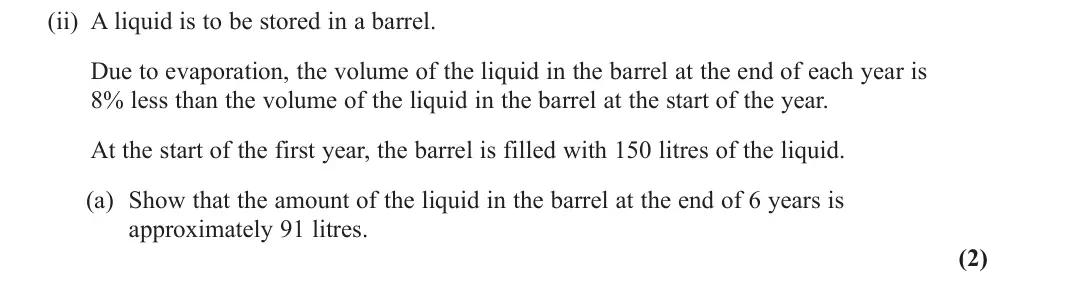 (ii) A liquid is to be stored in a barrel.
Due to evaporation, the volume of the liquid in the barrel at the end of each year is
8% less than the volume of the liquid in the barrel at the start of the year.
At the start of the first year, the barrel is filled with 150 litres of the liquid.
(a) Show that the amount of the liquid in the barrel at the end of 6 years is
approximately 91 litres.
(2)